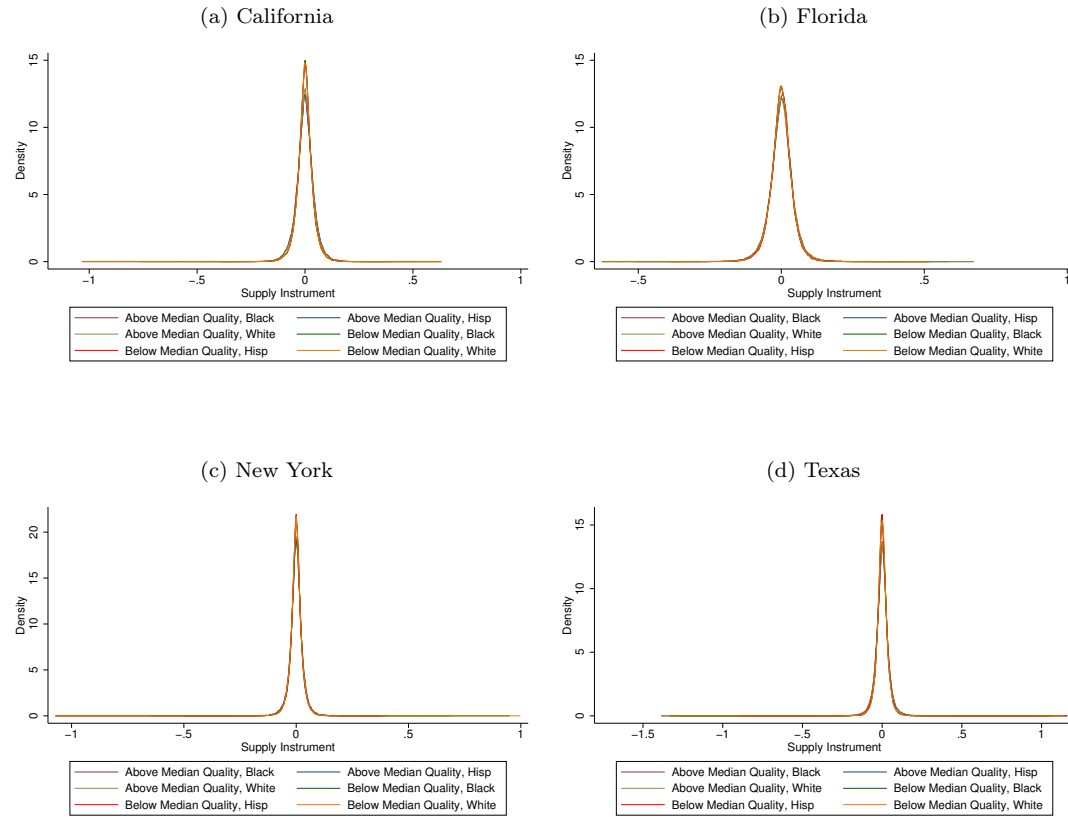 (a) California
(b) Florida
15
10
5
0
Density
-1
-.5
0
.5
1
Supply Instrument
Above Median Quality, Black
Above Median Quality, Hisp
Above Median Quality, White
Below Median Quality, Black
Below Median Quality, Hisp
Below Median Quality, White
15
10
5
0
Density
-.5
0
.5
1
Supply Instrument
Above Median Quality, Black
Above Median Quality, Hisp
Above Median Quality, White
Below Median Quality, Black
Below Median Quality, Hisp
Below Median Quality, White
(c) New York
(d) Texas
20
15
10
5
0
Density
-1
-.5
0
.5
1
Supply Instrument
Above Median Quality, Black
Above Median Quality, Hisp
Above Median Quality, White
Below Median Quality, Black
Below Median Quality, Hisp
Below Median Quality, White
15
10
5
0
Density
-1.5
-1
-.5
0
.5
1
Supply Instrument
Above Median Quality, Black
Above Median Quality, Hisp
Above Median Quality, White
Below Median Quality, Black
Below Median Quality, Hisp
Below Median Quality, White